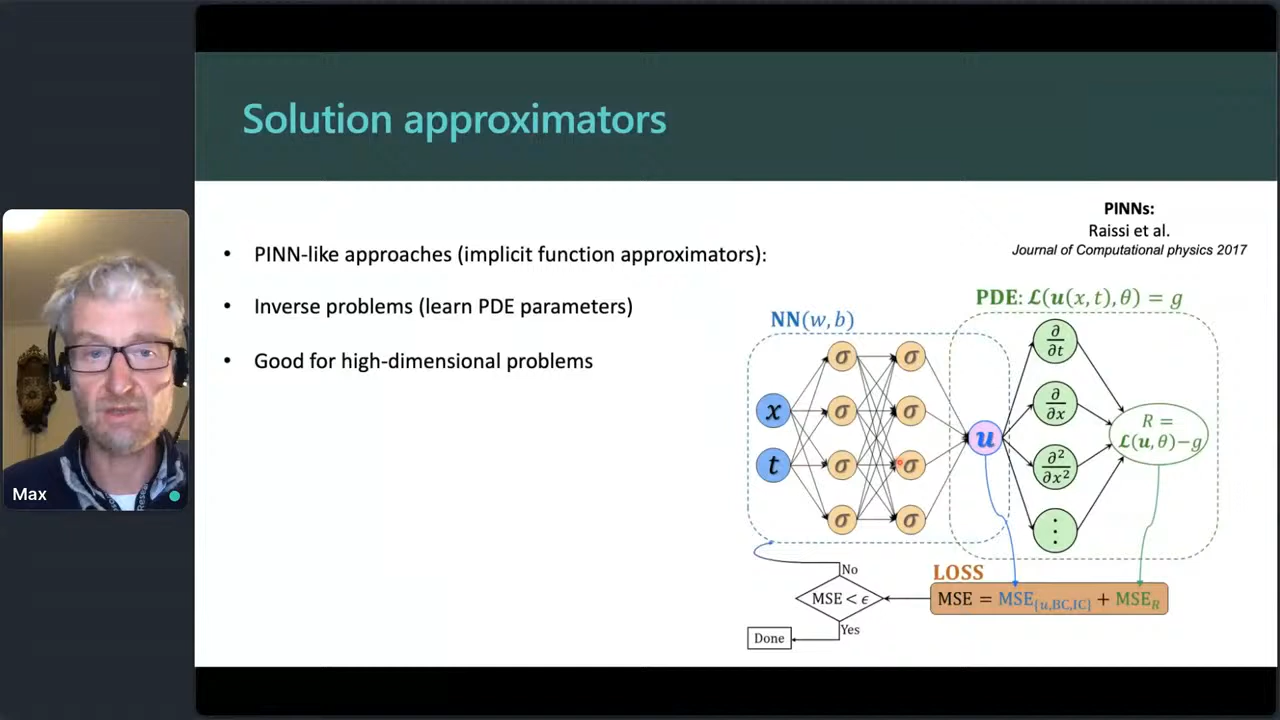 Solution approximators
PINNs:
Raissi et al.
Journal of Computational physics 2017
• PINN-like approaches (implicit function approximators):
• Inverse problems (learn PDE parameters)
• Good for high-dimensional problems
PDE: ℒ(u(x, t), θ) = g
NN(w, b)
x
t
σ
σ
σ
σ
σ
σ
σ
σ
u
∂/∂t
∂/∂x
∂²/∂x²
⋮
R =
ℒ(u, θ)−g
LOSS
MSE = MSE{u,BC,IC} + MSE_R
No
MSE < ϵ
Yes
Done
Max